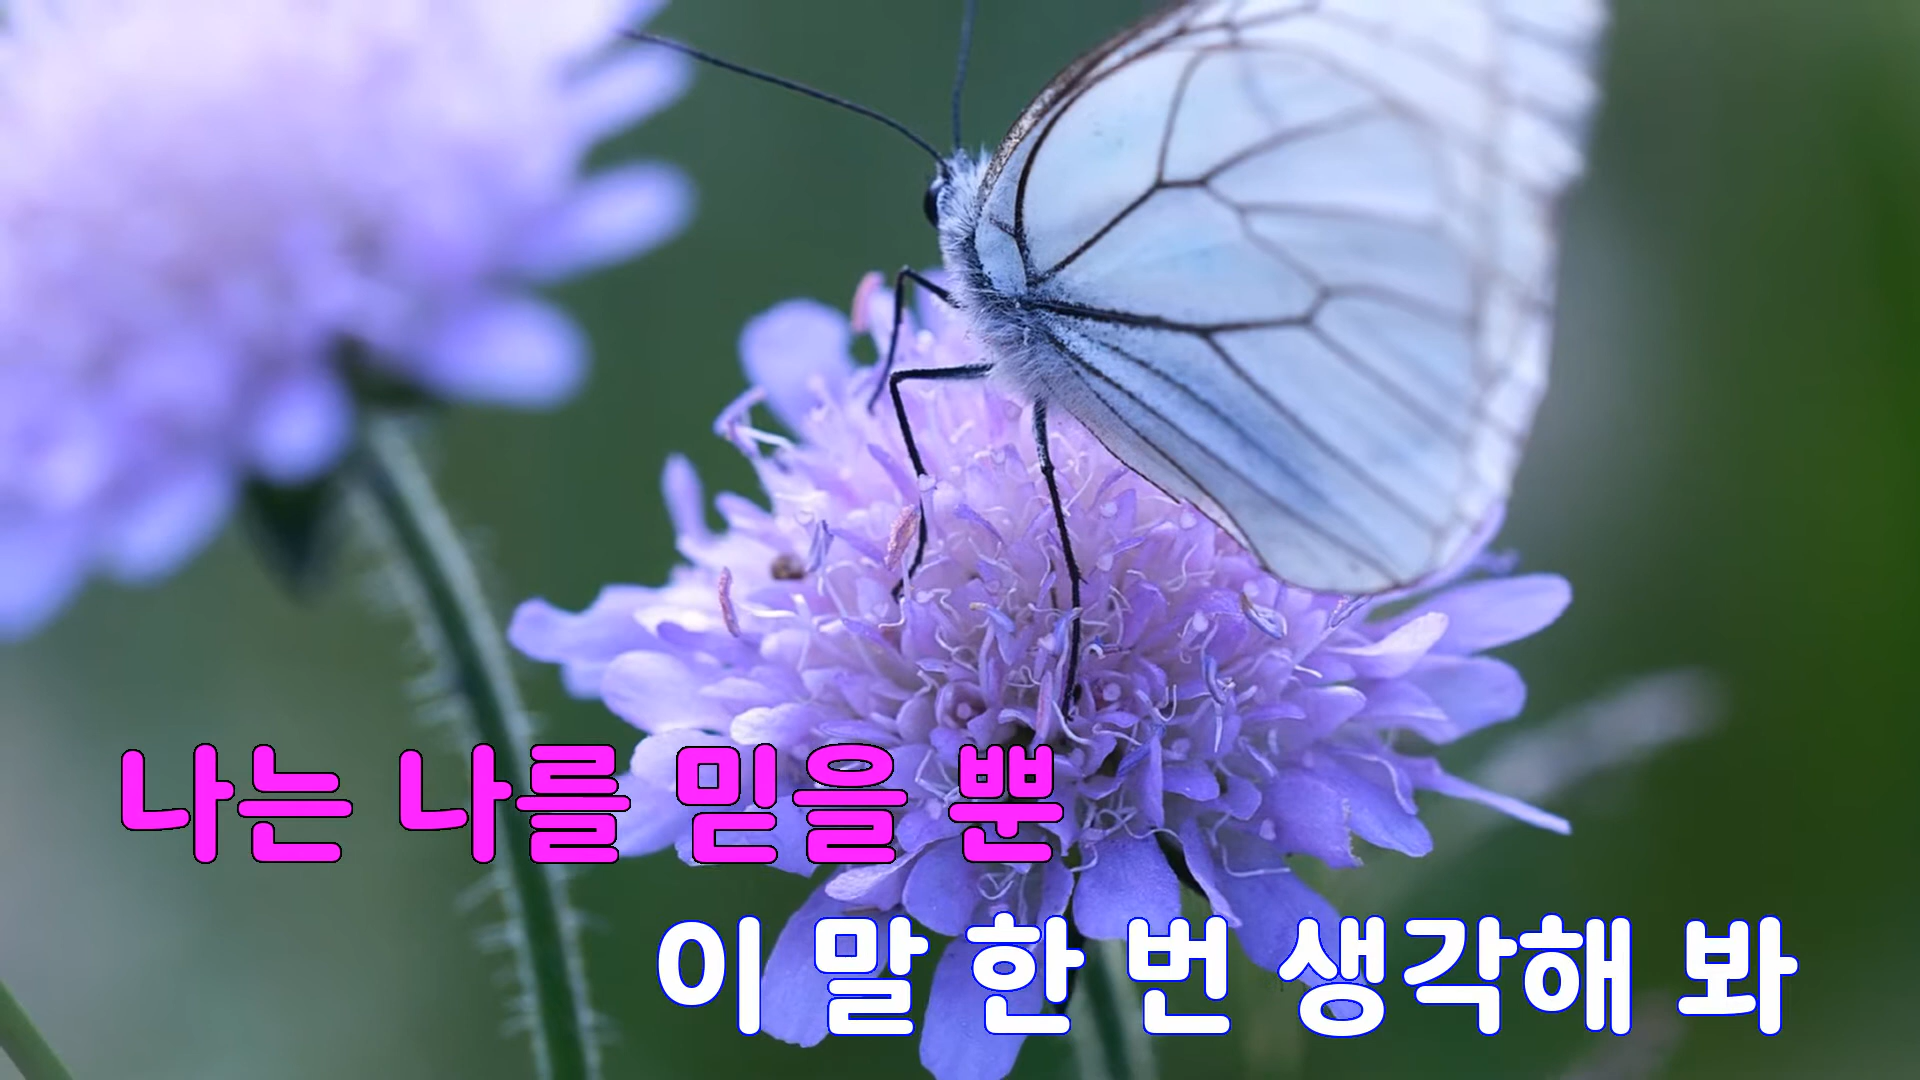 나는 나를 믿을 뿐
이 말 한 번 생각해 봐